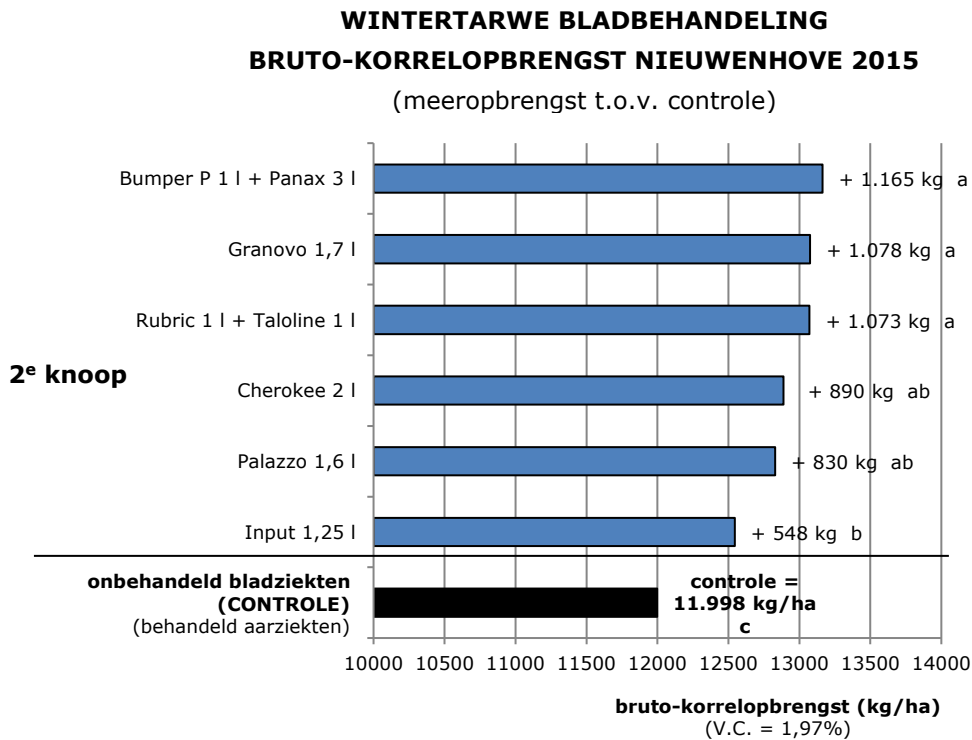 WINTERTARWE BLADBEHANDELING
BRUTO-KORRELOPBRENGST NIEUWENHOVE 2015
(meeropbrengst t.o.v. controle)
Bumper P 1 l + Panax 3 l
+ 1.165 kg a
Granovo 1,7 l
+ 1.078 kg a
Rubric 1 l + Taloline 1 l
+ 1.073 kg a
2e knoop
Cherokee 2 l
+ 890 kg ab
Palazzo 1,6 l
+ 830 kg ab
Input 1,25 l
+ 548 kg b
onbehandeld bladziekten
(CONTROLE)
(behandeld aarziekten)
controle =
11.998 kg/ha
c
10000 10500 11000 11500 12000 12500 13000 13500 14000
bruto-korrelopbrengst (kg/ha)
(V.C. = 1,97%)